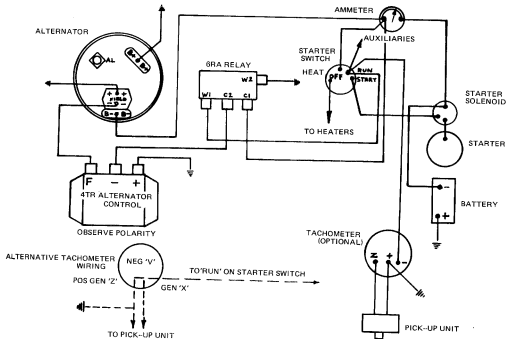 AMMETER
ALTERNATOR
AUXILIARIES
STARTER
SWITCH
6RA RELAY
HEAT
OFF
RUN
START
AL
B+
FIELD
W2
W1 C2 C1
STARTER
SOLENOID
STARTER
TO HEATERS
F − +
4TR ALTERNATOR
CONTROL
OBSERVE POLARITY
−
+
BATTERY
TACHOMETER
(OPTIONAL)
Z + −
ALTERNATIVE TACHOMETER
WIRING
NEG 'V'
TO 'RUN' ON STARTER SWITCH
POS GEN 'Z'
GEN 'X'
PICK-UP UNIT
TO PICK-UP UNIT